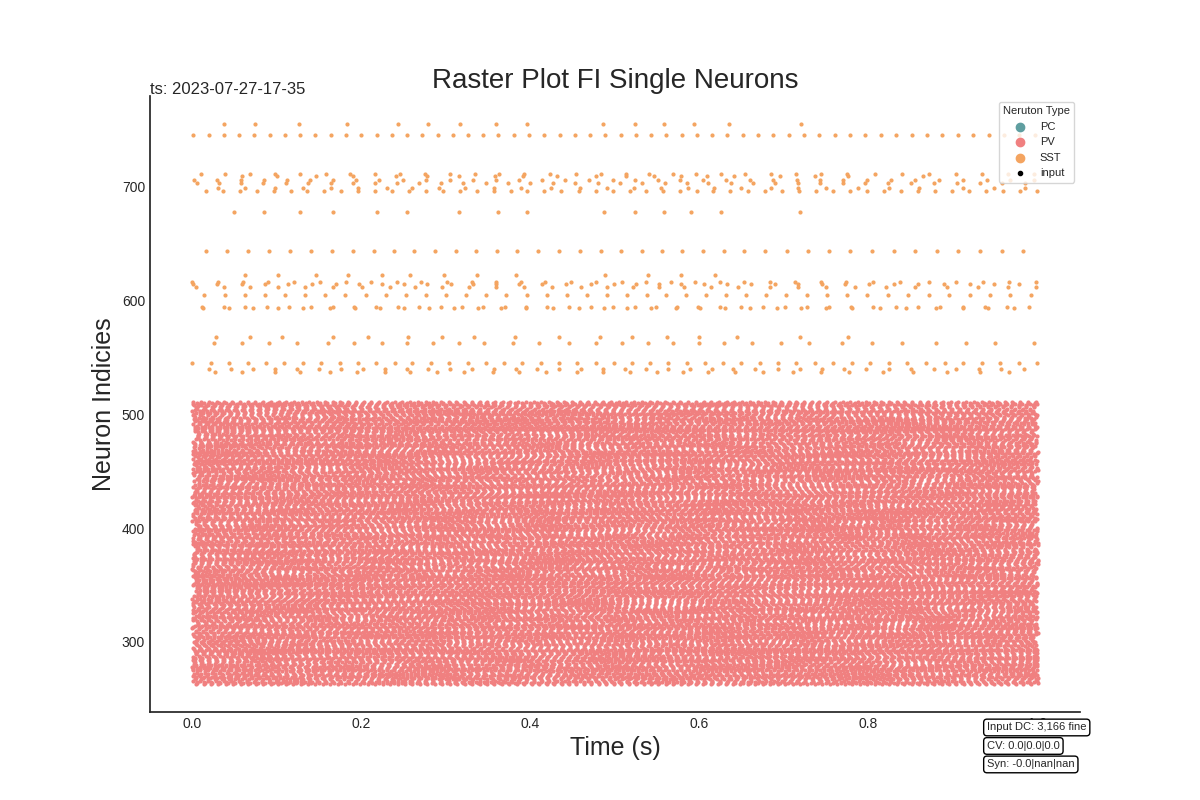 Raster Plot FI Single Neurons
ts: 2023-07-27-17-35
Neruton Type
PC
PV
SST
input
700
600
500
400
300
Neuron Indicies
0.0 0.2 0.4 0.6 0.8
Time (s)
Input DC: 3,166 fine
CV: 0.0|0.0|0.0
Syn: -0.0|nan|nan